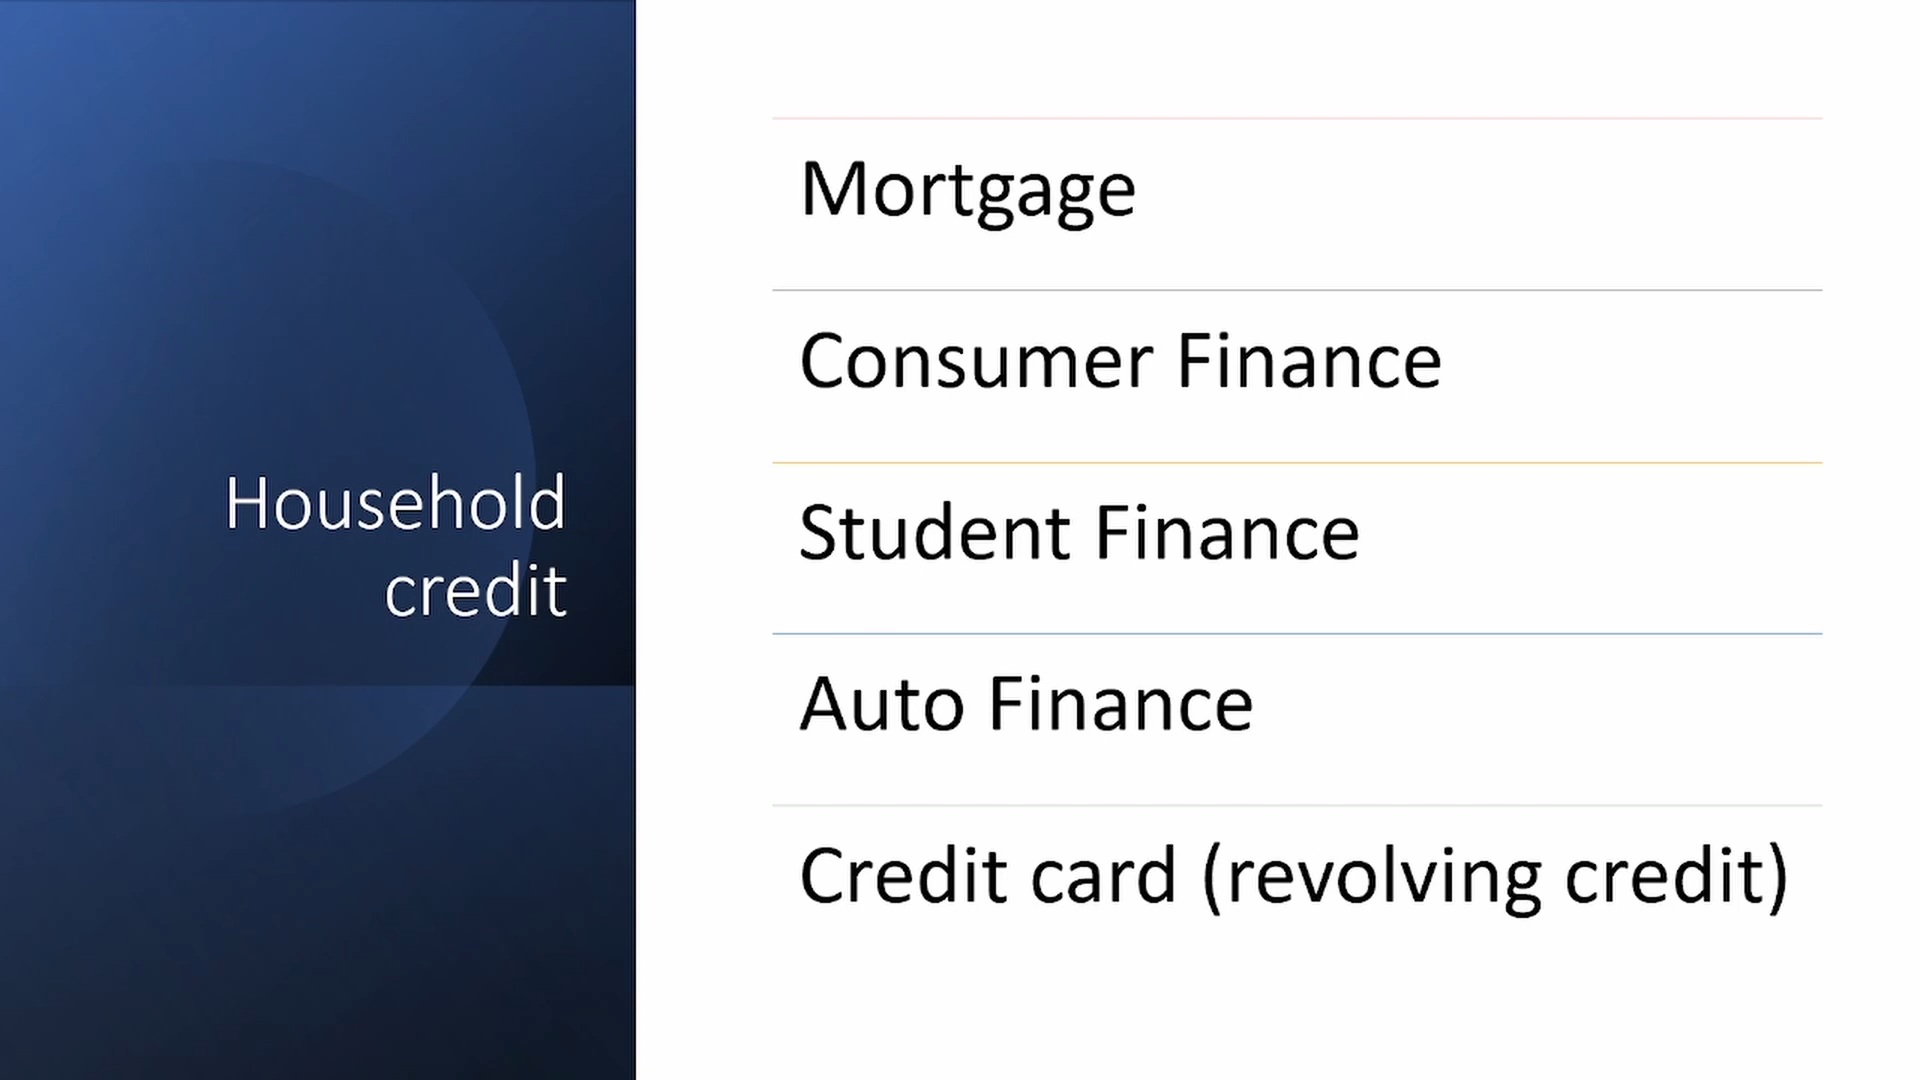 Household
credit
Mortgage
Consumer Finance
Student Finance
Auto Finance
Credit card (revolving credit)